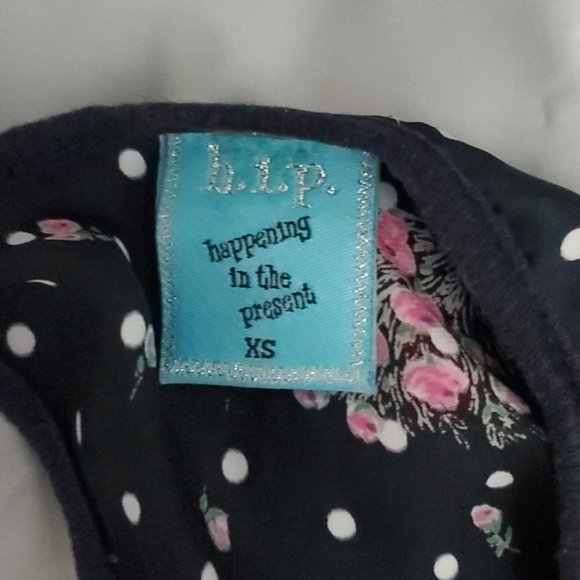 h.i.p.
happening
in the
present
XS